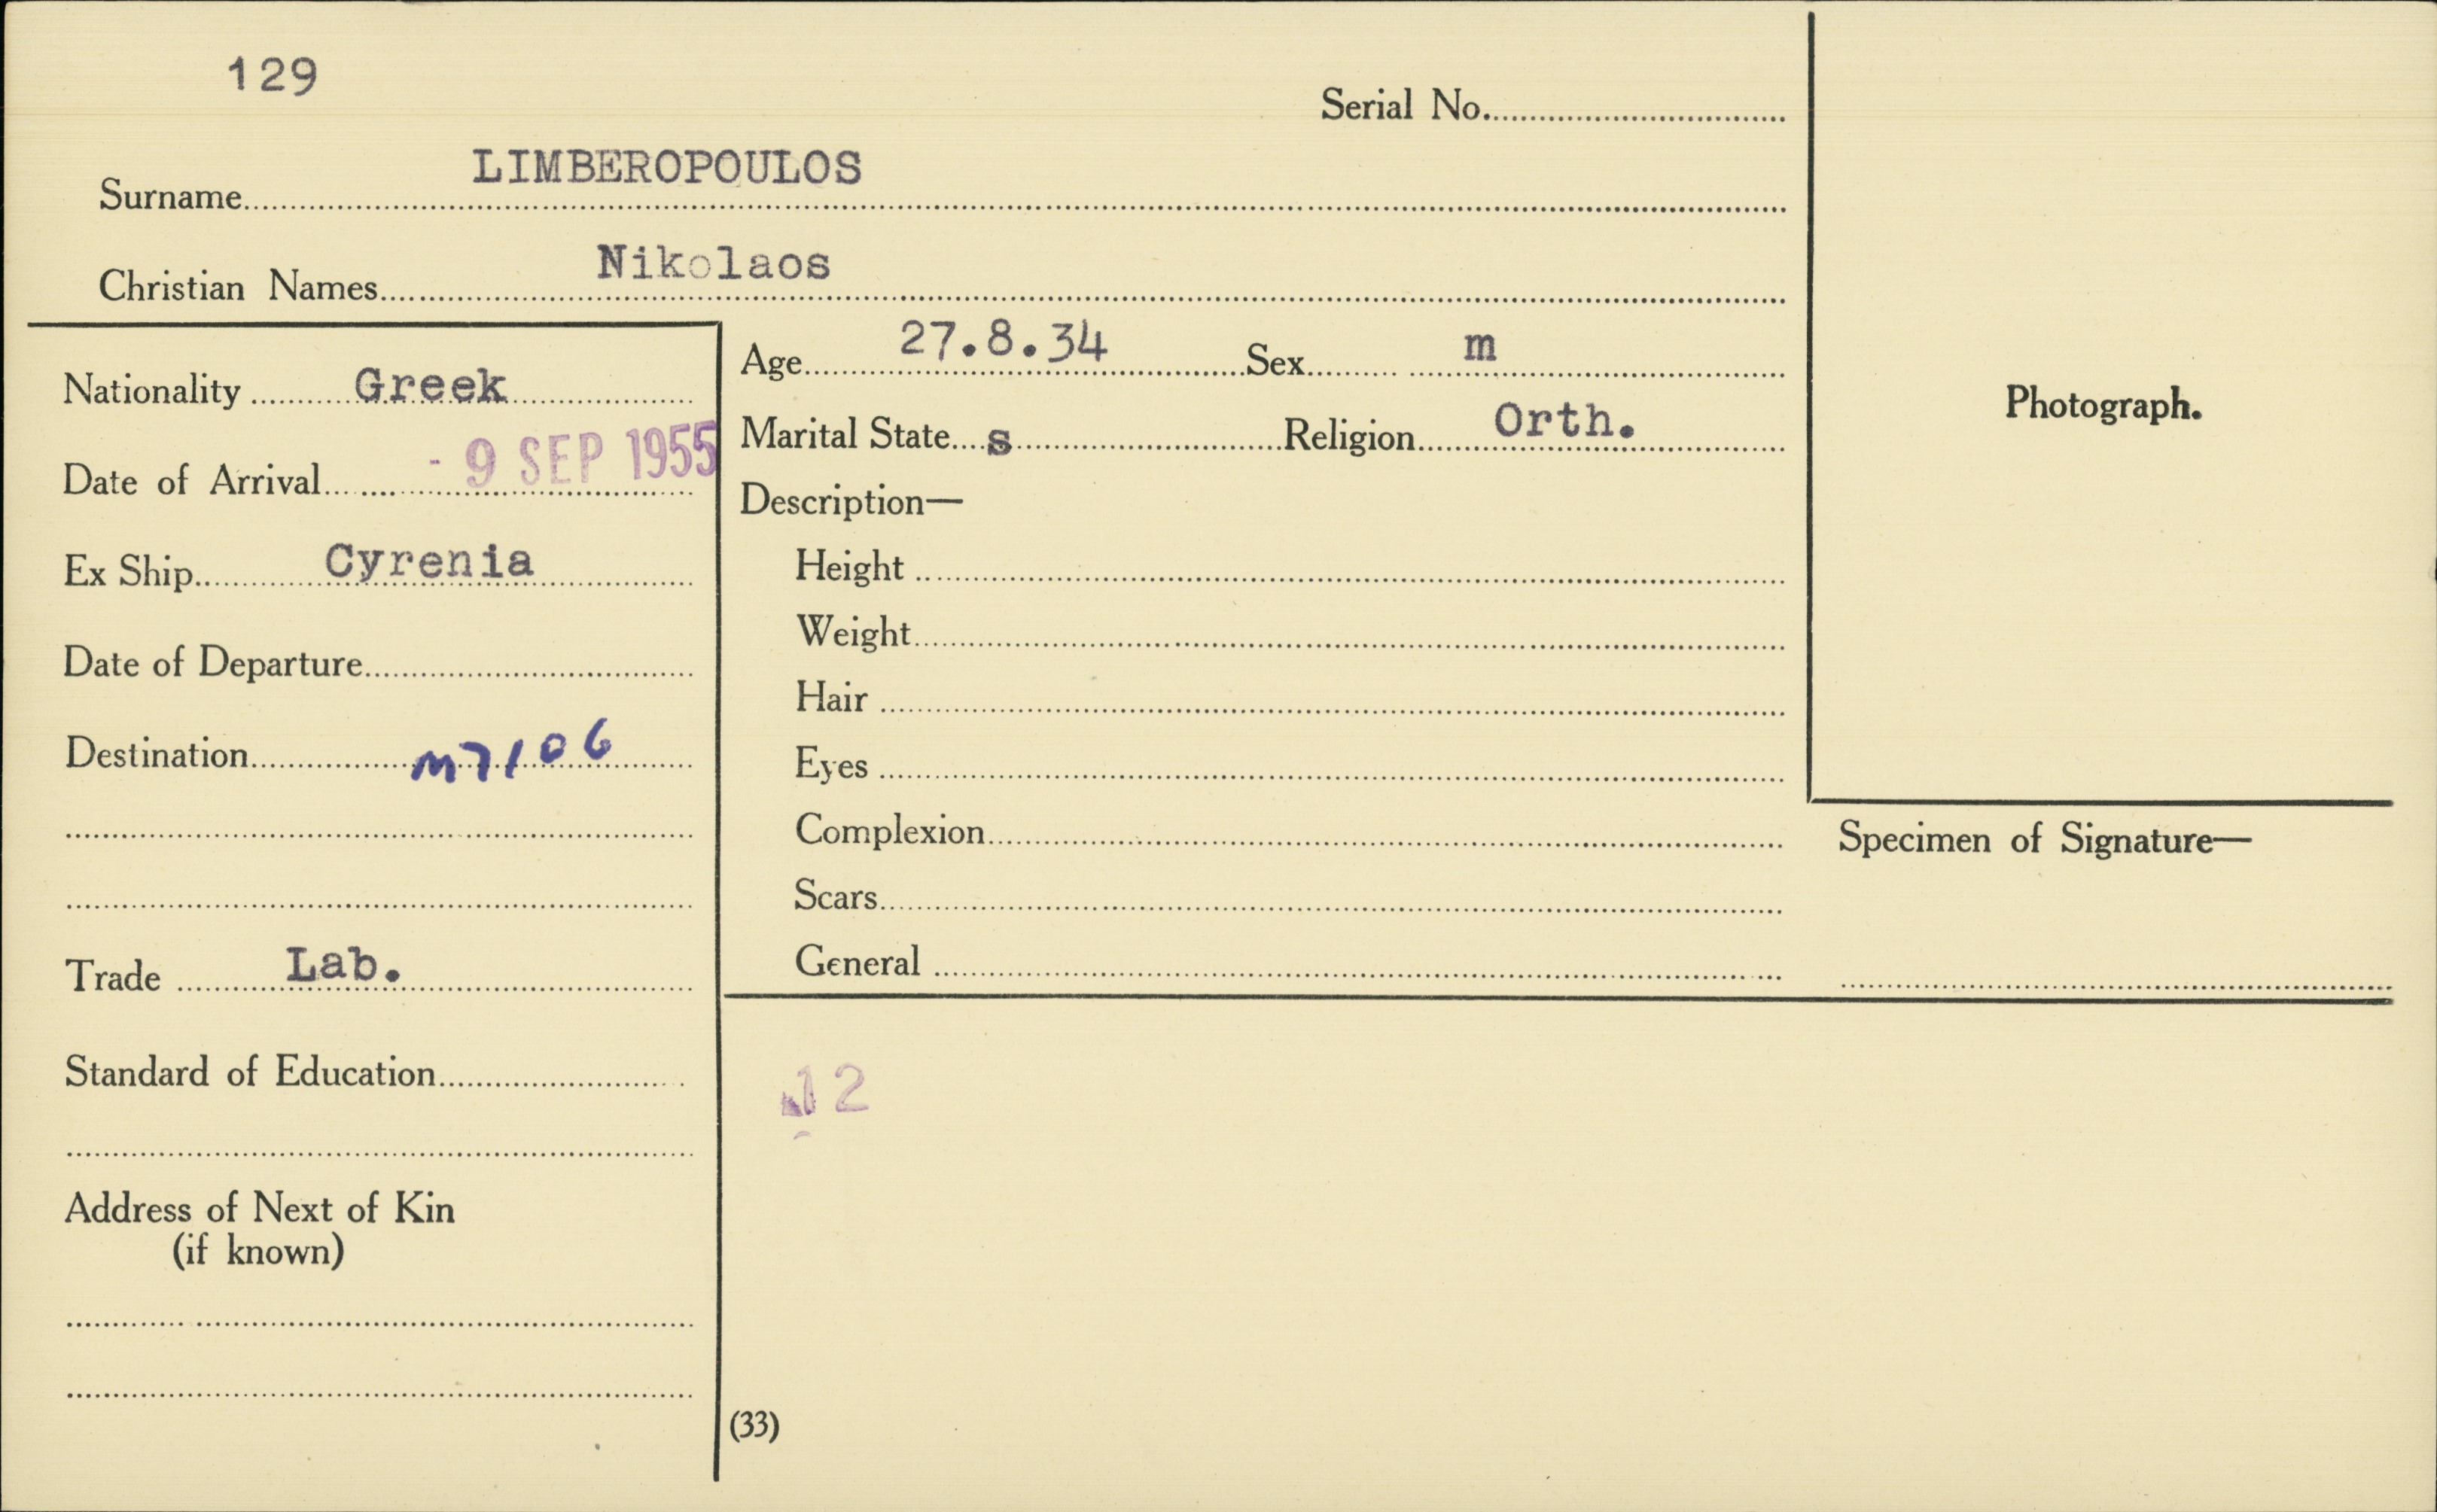 129
Serial No.
Surname LIMBEROPOULOS
Christian Names Nikolaos
Nationality Greek
Date of Arrival - 9 SEP 1955
Ex Ship Cyrenia
Date of Departure
Destination M7106
Trade Lab.
Standard of Education
Address of Next of Kin
(if known)
Age 27.8.34 Sex m
Marital State s Religion Orth.
Description—
Height
Weight
Hair
Eyes
Complexion
Scars
General
Photograph.
Specimen of Signature—
12
(33)